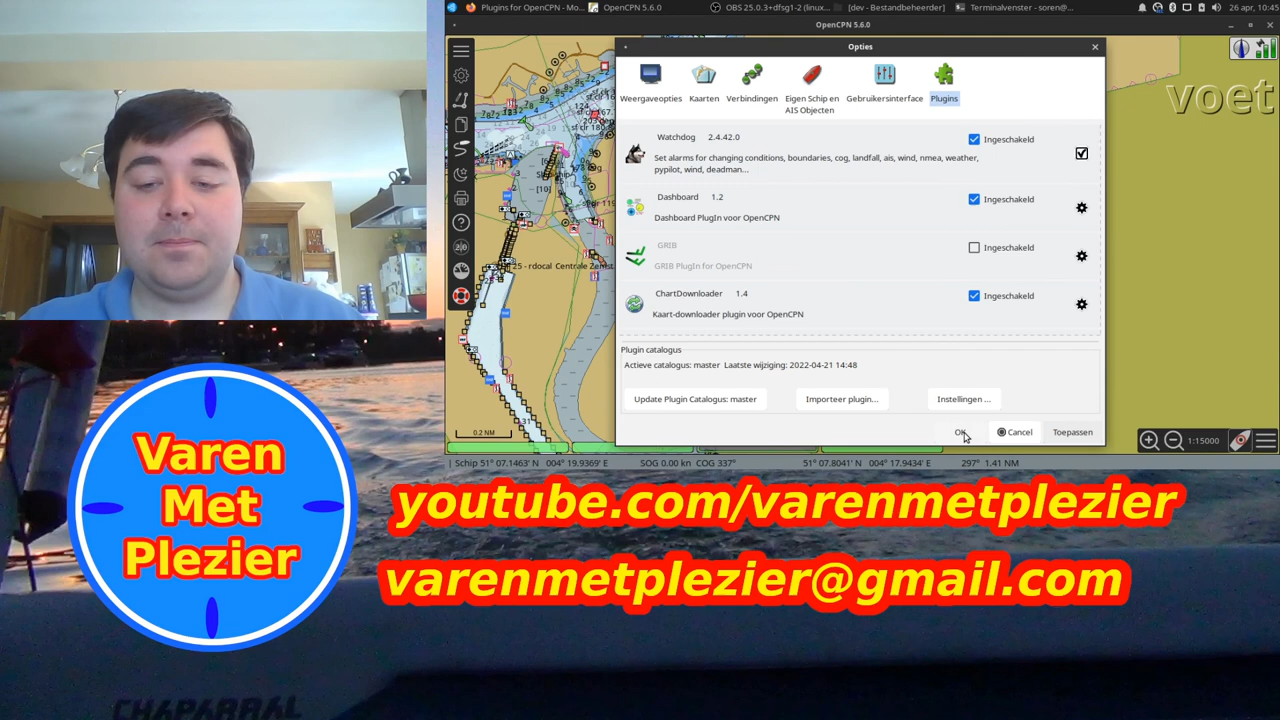 Plugins for OpenCPN - Mo...
OpenCPN 5.6.0
OBS 25.0.3+dfsg1-2 (linux...
[dev - Bestandbeheerder]
Terminalvenster - soren@...
26 apr, 10:45
OpenCPN 5.6.0
Opties
Weergaveopties
Kaarten
Verbindingen
Eigen Schip en
AIS Objecten
Gebruikersinterface
Plugins
voet
Watchdog 2.4.42.0
Ingeschakeld
Set alarms for changing conditions, boundaries, cog, landfall, ais, wind, nmea, weather,
pypilot, wind, deadman...
Dashboard 1.2
Ingeschakeld
Dashboard PlugIn voor OpenCPN
GRIB
Ingeschakeld
GRIB PlugIn for OpenCPN
ChartDownloader 1.4
Ingeschakeld
Kaart-downloader plugin voor OpenCPN
Plugin catalogus
Actieve catalogus: master Laatste wijziging: 2022-04-21 14:48
Update Plugin Catalogus: master
Importeer plugin...
Instellingen ...
OK
Cancel
Toepassen
[10]
25 - rdocal Centrale Zemst
31
0.2 NM
1:15000
Schip 51° 07.1463' N 004° 19.9369' E SOG 0.00 kn COG 337° 51° 07.8041' N 004° 17.9434' E 297° 1.41 NM
Varen
Met
Plezier
youtube.com/varenmetplezier
varenmetplezier@gmail.com
CHAPARRAL